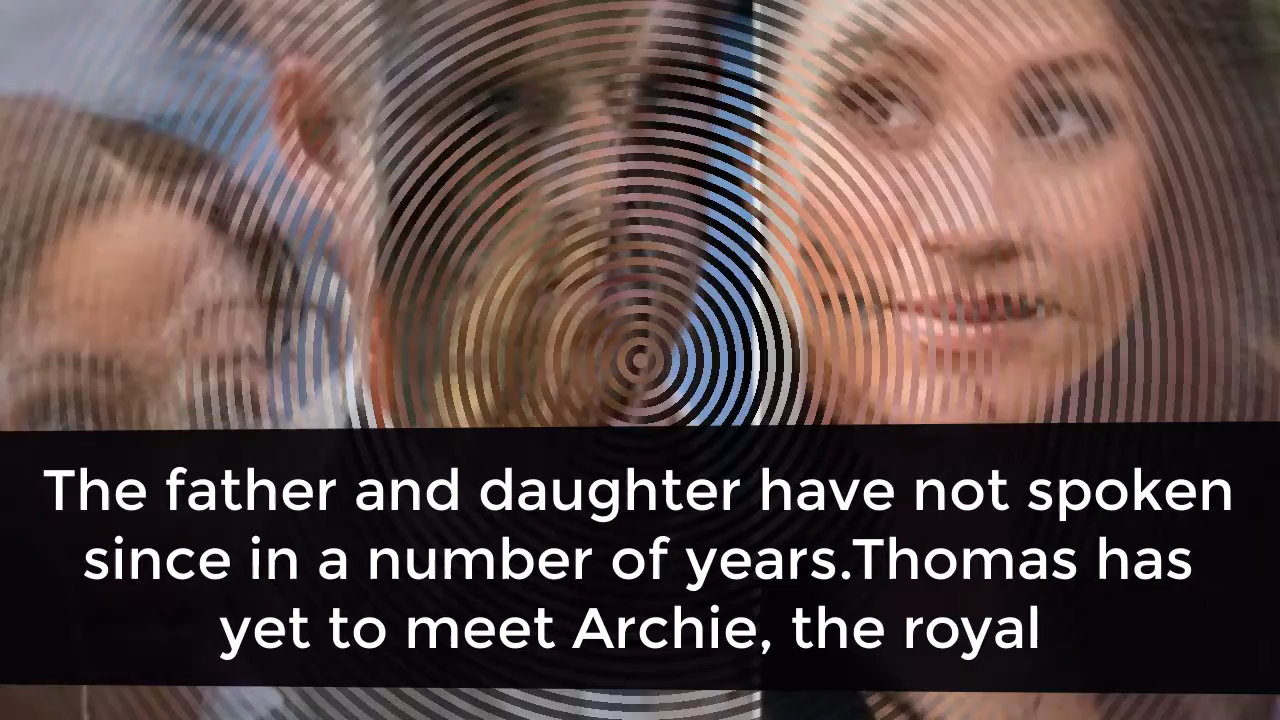 The father and daughter have not spoken
since in a number of years.Thomas has
yet to meet Archie, the royal